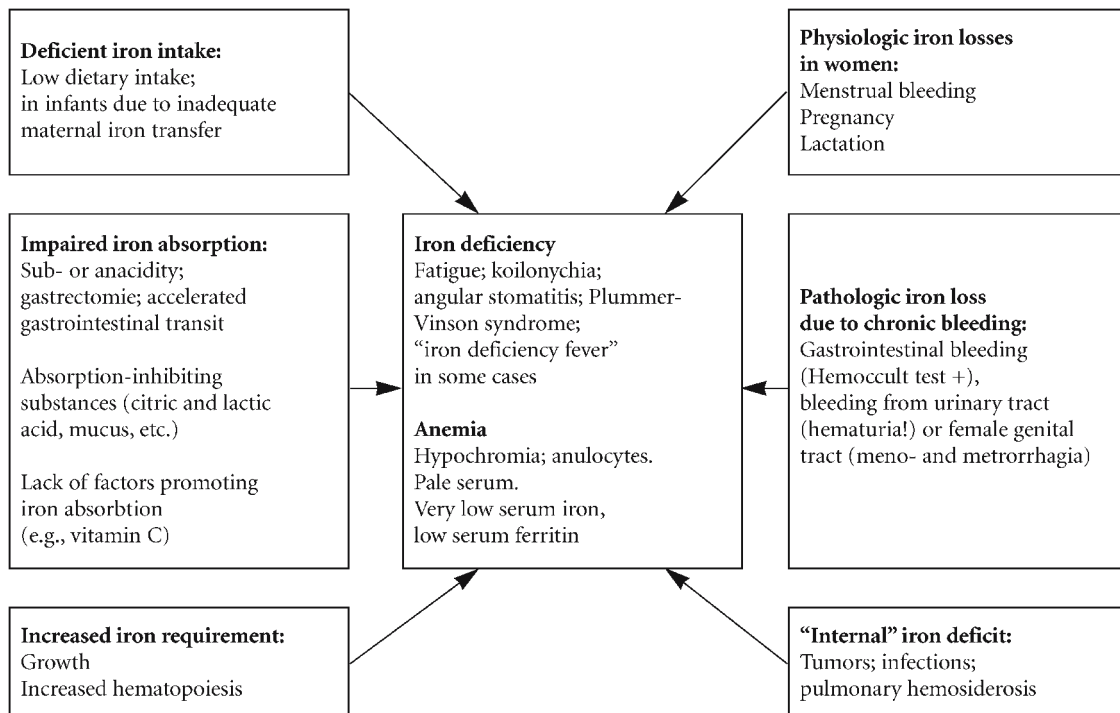 Deficient iron intake:
Low dietary intake;
in infants due to inadequate
maternal iron transfer
Physiologic iron losses
in women:
Menstrual bleeding
Pregnancy
Lactation
Impaired iron absorption:
Sub- or anacidity;
gastrectomie; accelerated
gastrointestinal transit
Absorption-inhibiting
substances (citric and lactic
acid, mucus, etc.)
Lack of factors promoting
iron absorbtion
(e.g., vitamin C)
Iron deficiency
Fatigue; koilonychia;
angular stomatitis; Plummer-
Vinson syndrome;
“iron deficiency fever”
in some cases
Anemia
Hypochromia; anulocytes.
Pale serum.
Very low serum iron,
low serum ferritin
Pathologic iron loss
due to chronic bleeding:
Gastrointestinal bleeding
(Hemoccult test +),
bleeding from urinary tract
(hematuria!) or female genital
tract (meno- and metrorrhagia)
Increased iron requirement:
Growth
Increased hematopoiesis
“Internal” iron deficit:
Tumors; infections;
pulmonary hemosiderosis